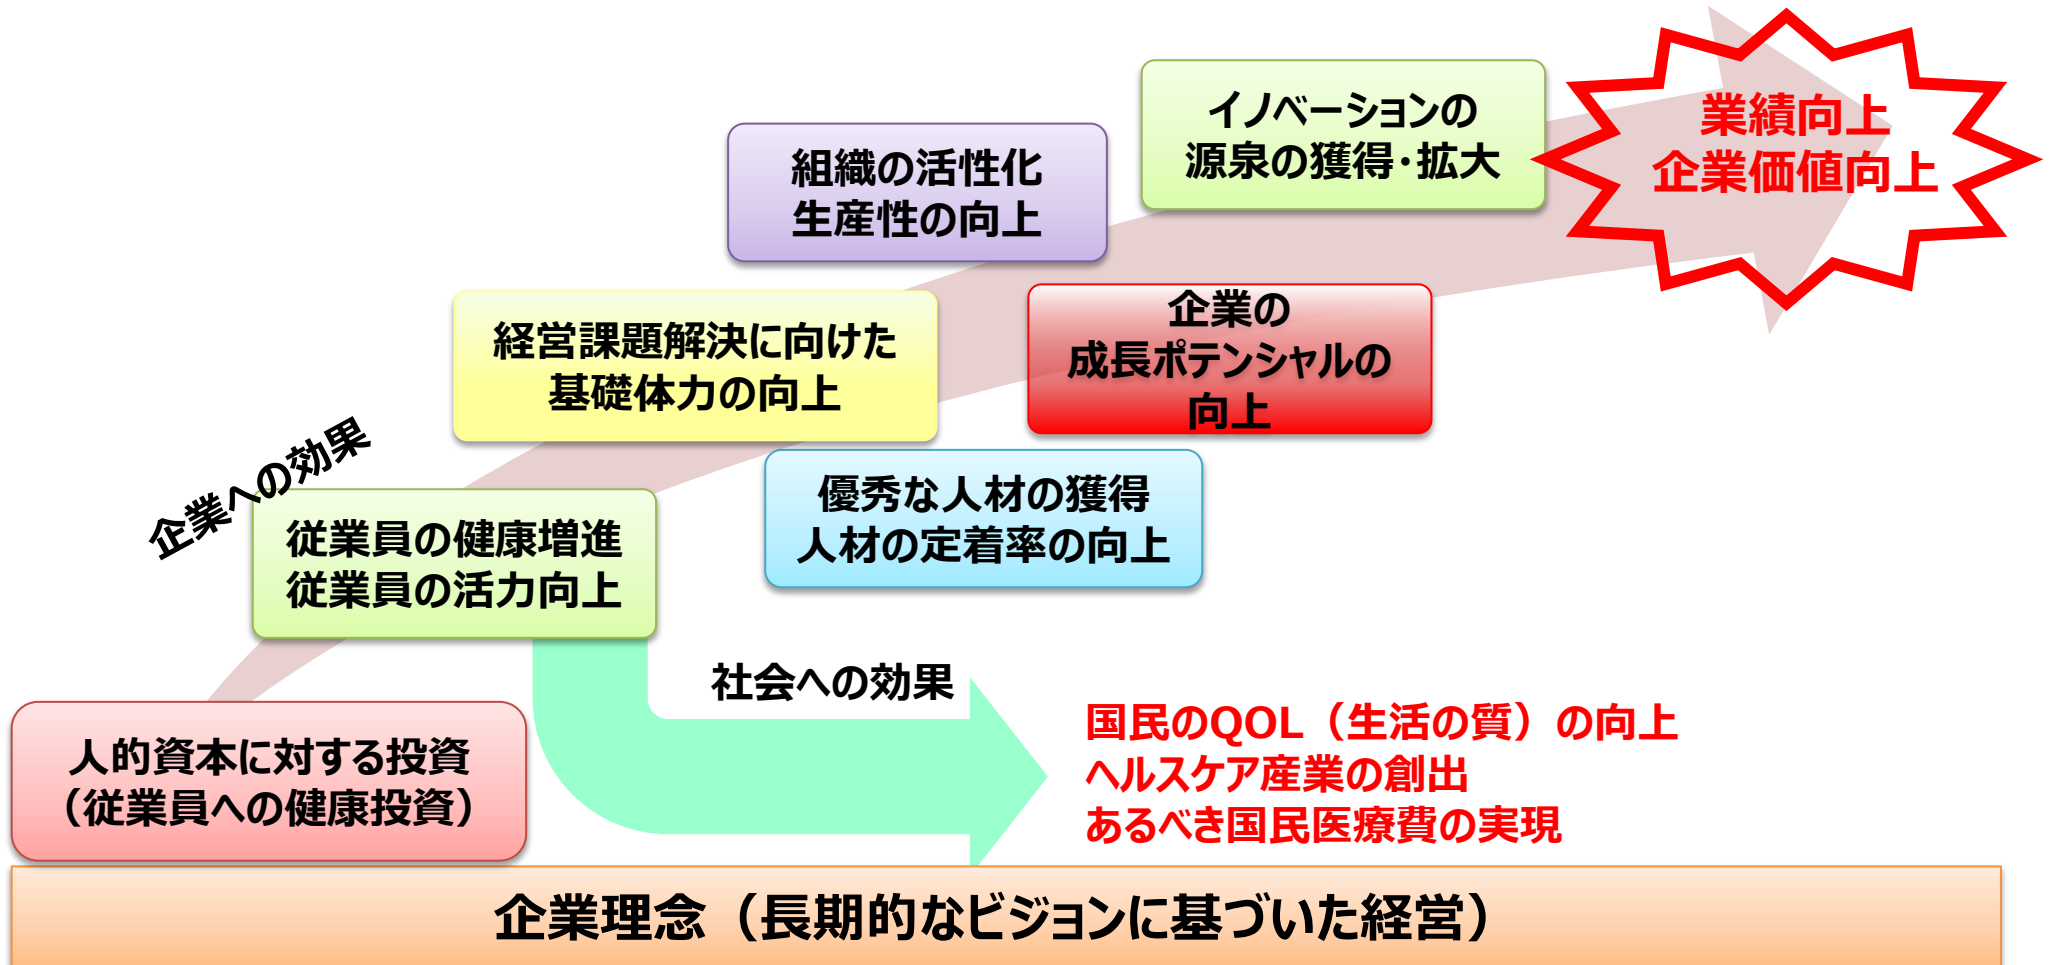 イノベーションの
源泉の獲得・拡大
業績向上
企業価値向上
組織の活性化
生産性の向上
経営課題解決に向けた
基礎体力の向上
企業の
成長ポテンシャルの
向上
企業への効果
優秀な人材の獲得
人材の定着率の向上
従業員の健康増進
従業員の活力向上
社会への効果
人的資本に対する投資
（従業員への健康投資）
国民のQOL（生活の質）の向上
ヘルスケア産業の創出
あるべき国民医療費の実現
企業理念（長期的なビジョンに基づいた経営）